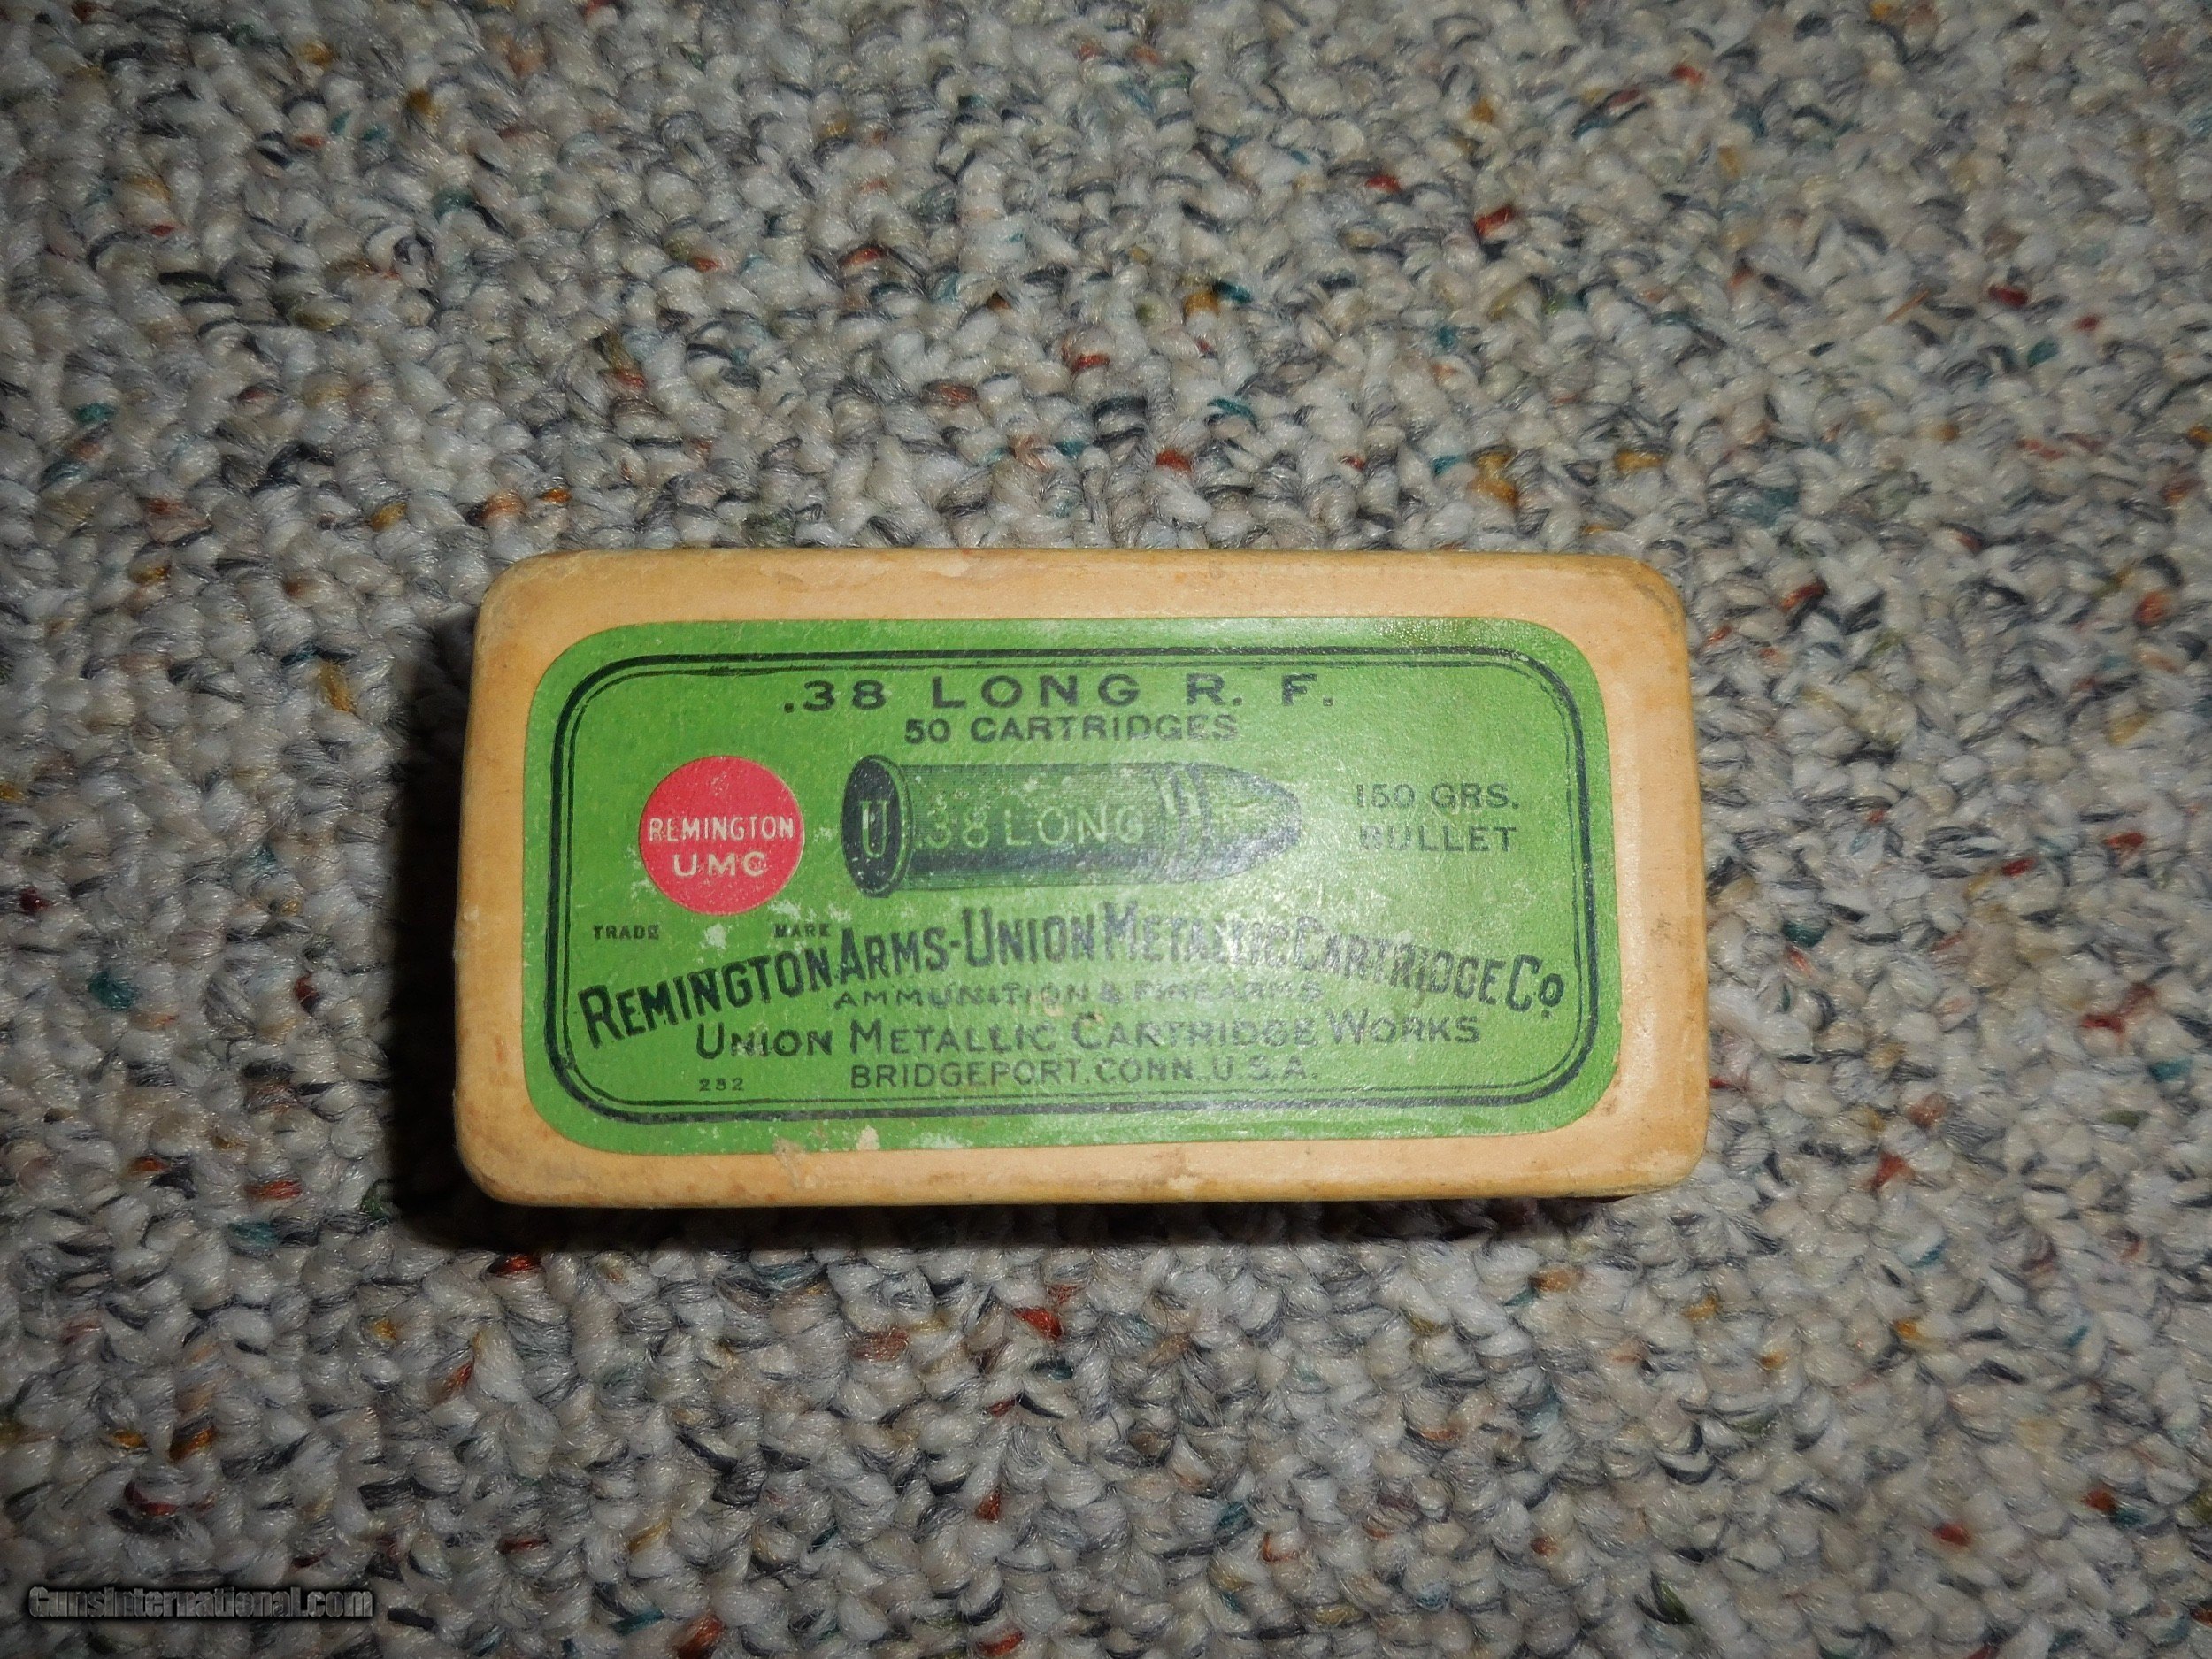 .38 LONG R. F.
50 CARTRIDGES
REMINGTON
UMC
U .38 LONG U
150 GRS.
BULLET
TRADE MARK
REMINGTON ARMS-UNION METALLIC CARTRIDGE CO.
AMMUNITION & FIREARMS
UNION METALLIC CARTRIDGE WORKS
252 BRIDGEPORT, CONN., U.S.A.
GunsInternational.com